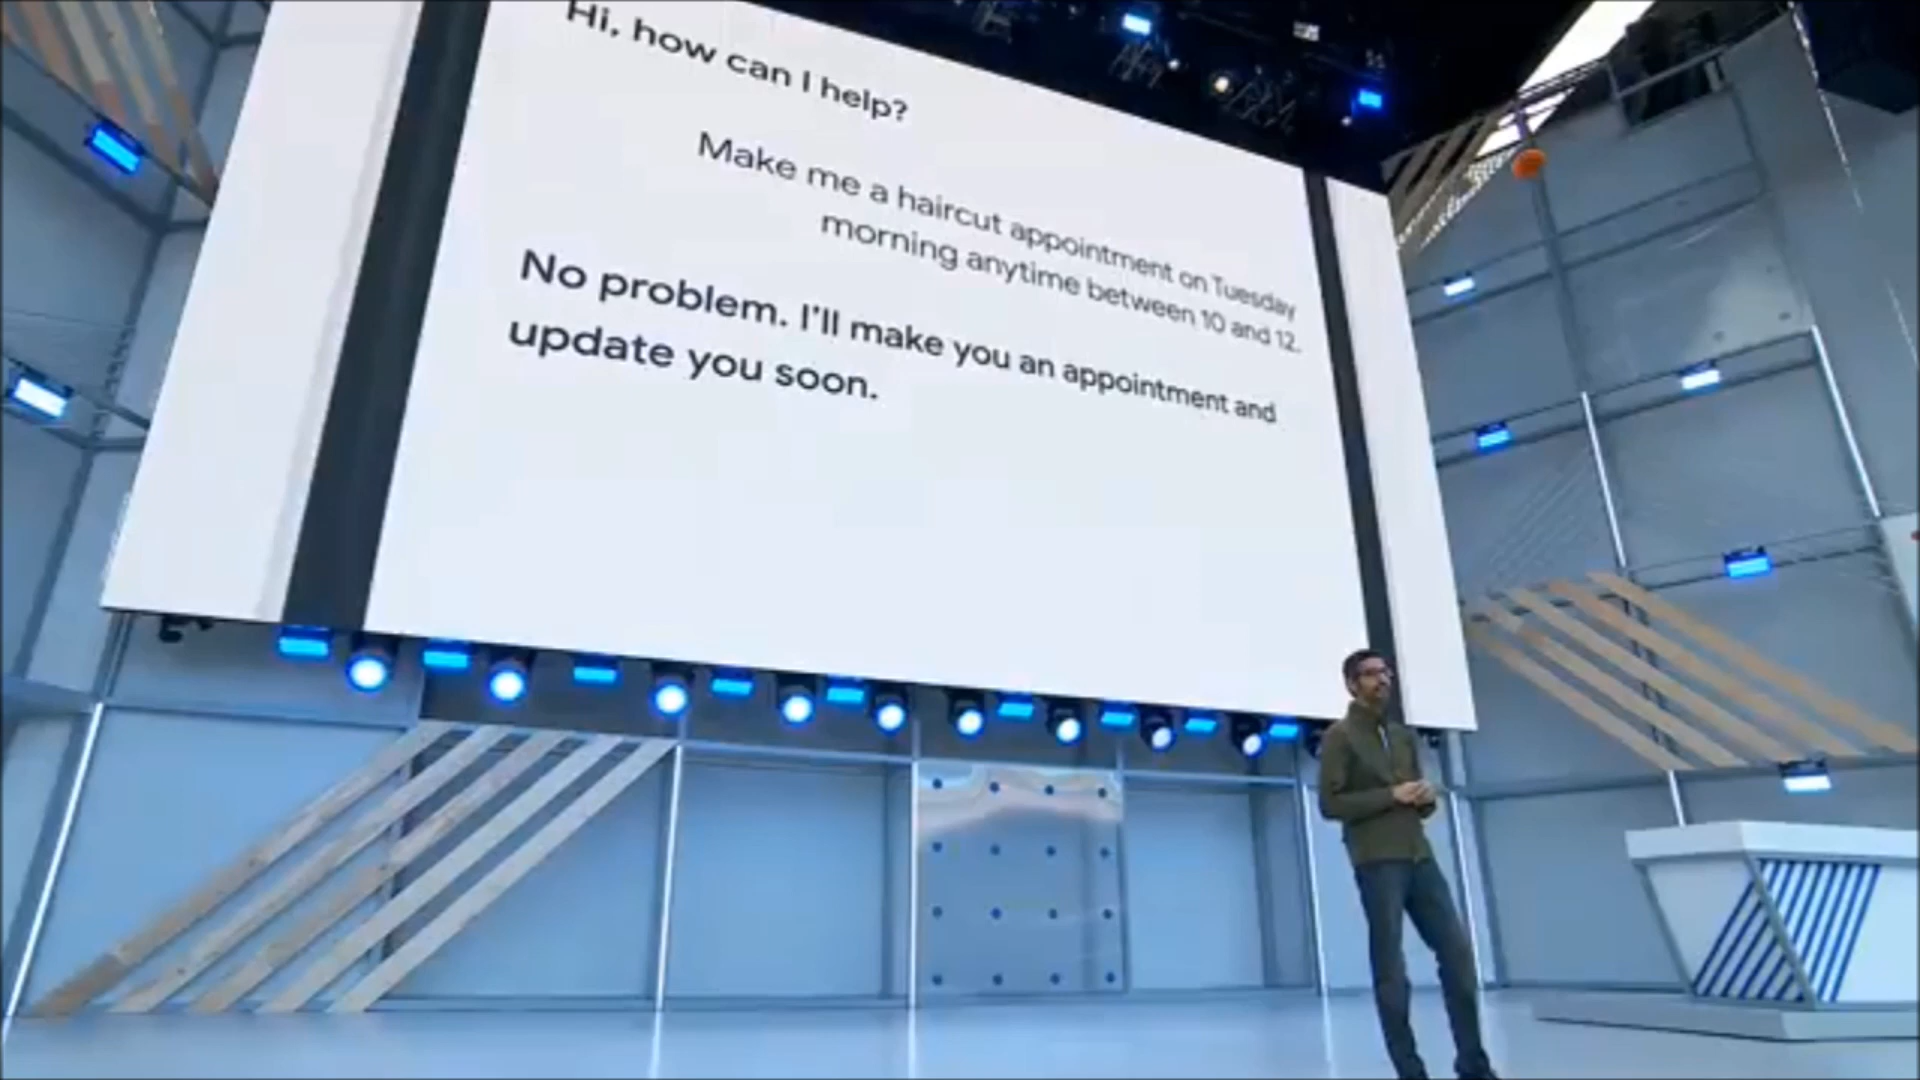 Hi, how can I help?
Make me a haircut appointment on Tuesday
morning anytime between 10 and 12.
No problem. I'll make you an appointment and
update you soon.